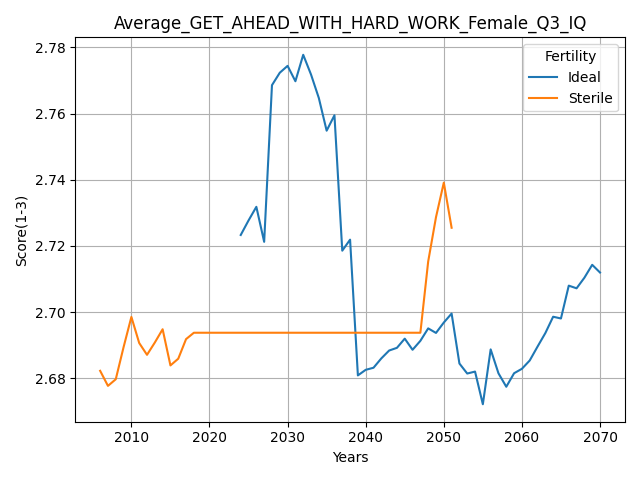 Average_GET_AHEAD_WITH_HARD_WORK_Female_Q3_IQ
Fertility
Ideal
Sterile
Score(1-3)
2.78
2.76
2.74
2.72
2.70
2.68
2010 2020 2030 2040 2050 2060 2070
Years